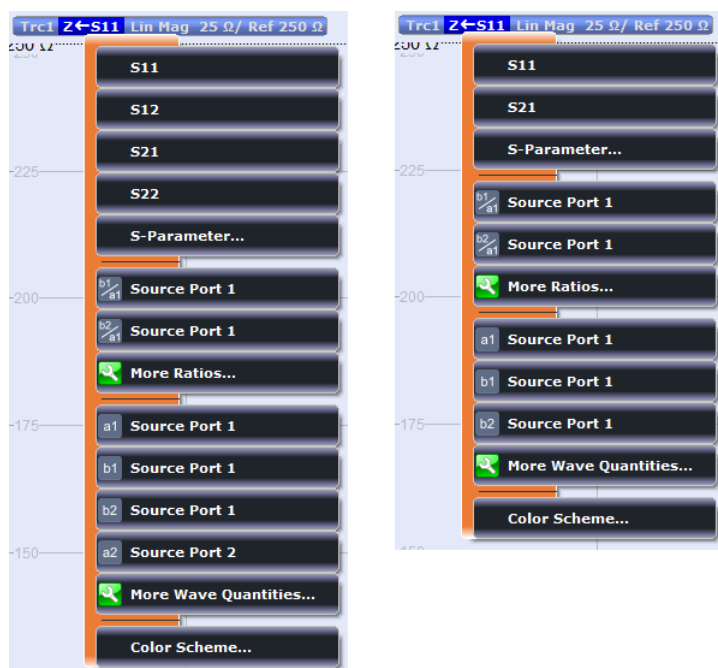 Trc1 Z←S11 Lin Mag 25 Ω/ Ref 250 Ω
250 Ω
S11
S12
S21
225
S22
S-Parameter...
b1/a1 Source Port 1
200
b2/a1 Source Port 1
More Ratios...
175
a1 Source Port 1
b1 Source Port 1
b2 Source Port 1
150
a2 Source Port 2
More Wave Quantities...
Color Scheme...
Trc1 Z←S11 Lin Mag 25 Ω/ Ref 250 Ω
250 Ω
S11
S21
S-Parameter...
225
b1/a1 Source Port 1
b2/a1 Source Port 1
More Ratios...
200
a1 Source Port 1
b1 Source Port 1
175
b2 Source Port 1
More Wave Quantities...
Color Scheme...